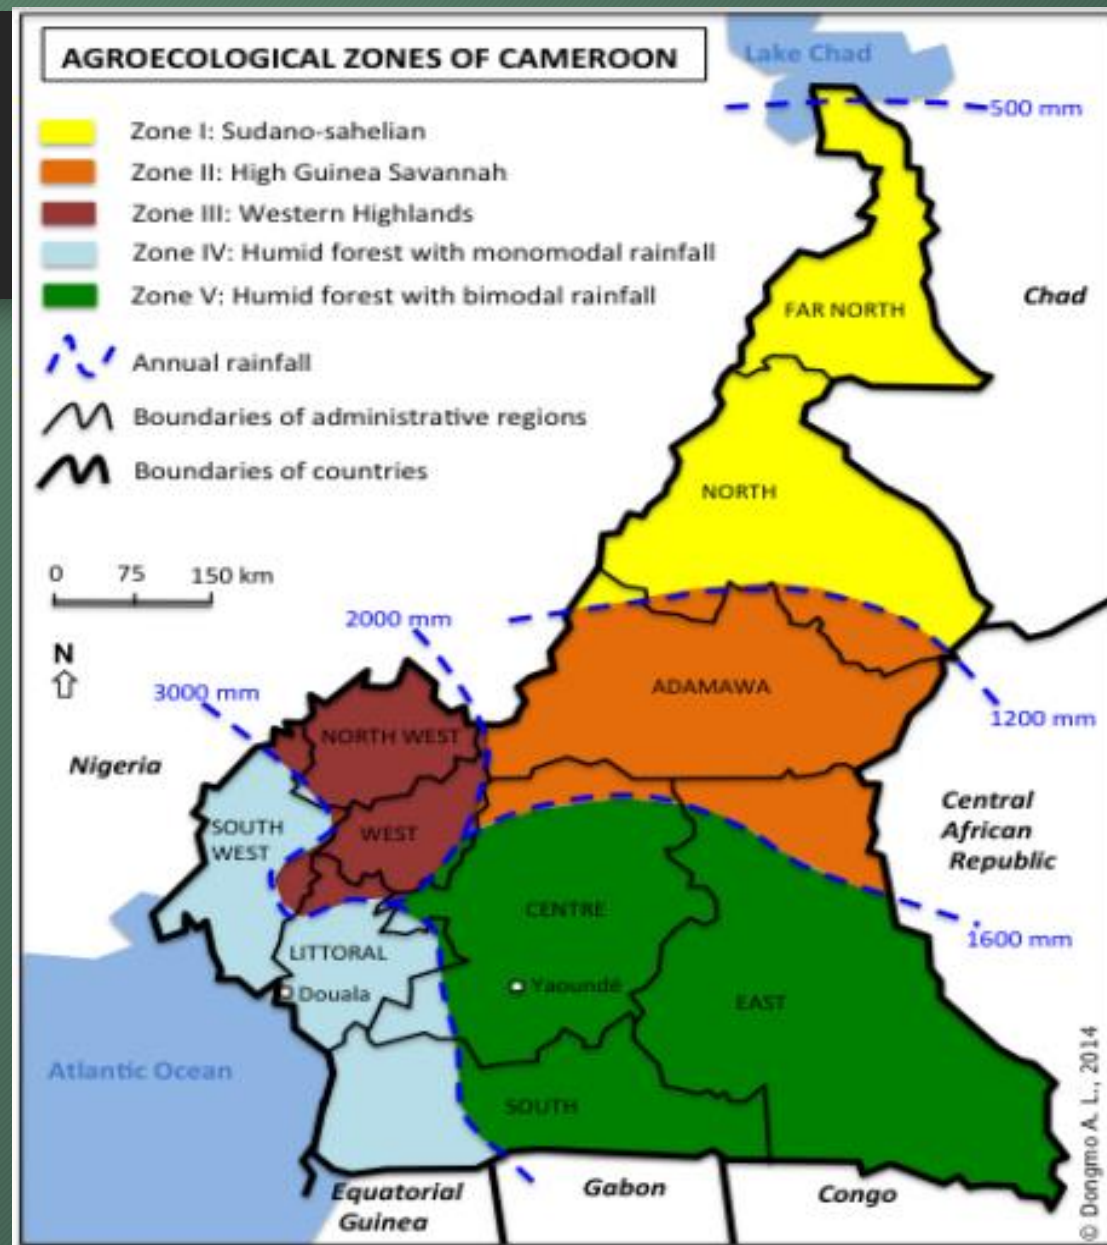 AGROECOLOGICAL ZONES OF CAMEROON
Zone I: Sudano-sahelian
Zone II: High Guinea Savannah
Zone III: Western Highlands
Zone IV: Humid forest with monomodal rainfall
Zone V: Humid forest with bimodal rainfall
Annual rainfall
Boundaries of administrative regions
Boundaries of countries
0 75 150 km
N
Lake Chad
500 mm
Chad
FAR NORTH
NORTH
2000 mm
3000 mm
ADAMAWA
1200 mm
NORTH WEST
Nigeria
Central
African
Republic
SOUTH
WEST
WEST
CENTRE
1600 mm
LITTORAL
Douala
Yaoundé
EAST
Atlantic Ocean
SOUTH
Equatorial
Guinea
Gabon
Congo
© Dongmo A. L., 2014